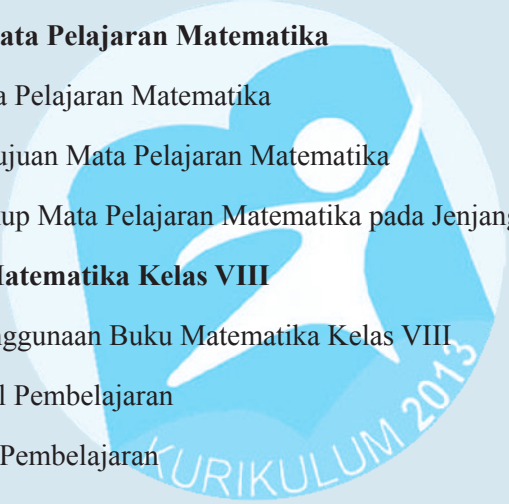 ata Pelajaran Matematika
a Pelajaran Matematika
ujuan Mata Pelajaran Matematika
up Mata Pelajaran Matematika pada Jenjang
Matematika Kelas VIII
nggunaan Buku Matematika Kelas VIII
l Pembelajaran
Pembelajaran
KURIKULUM 2013